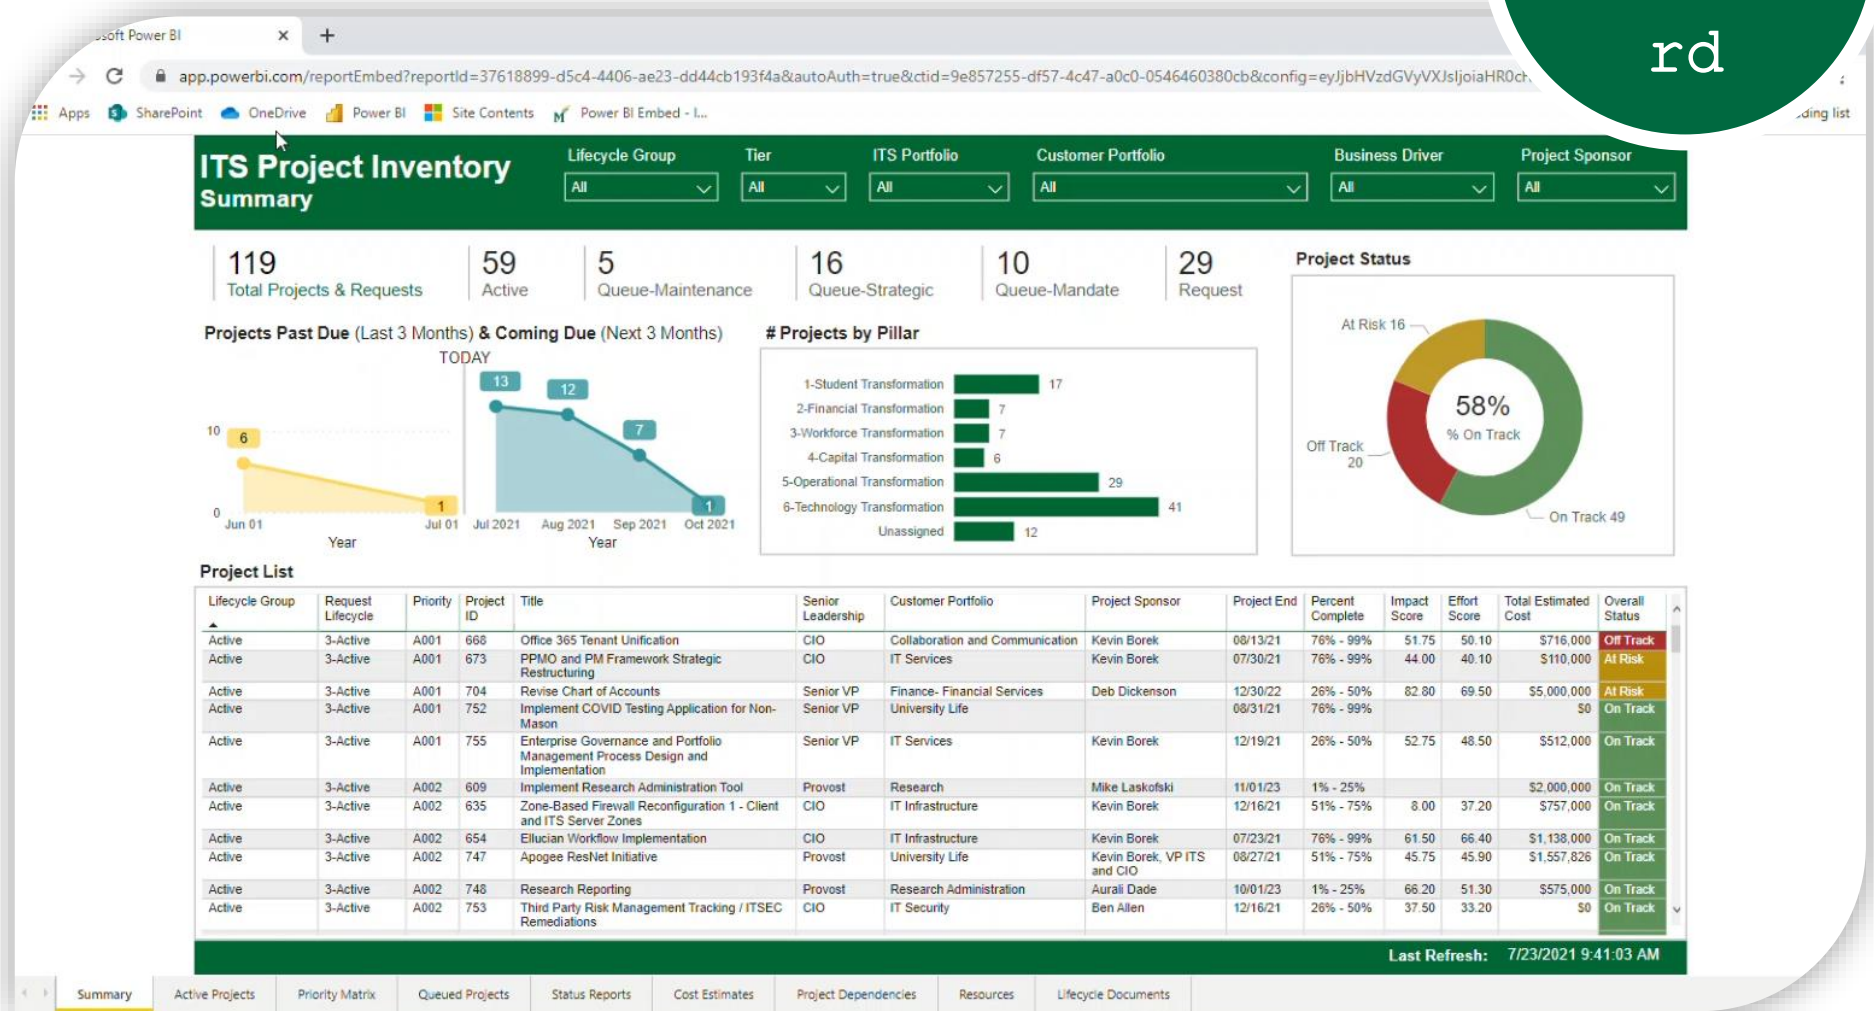 rd
Power BI
app.powerbi.com/reportEmbed?reportId=37618899-d5c4-4406-ae23-dd44cb193f4a&autoAuth=true&ctid=9e857255-df57-4c47-a0c0-0546460380cb&config=
Apps SharePoint OneDrive Power BI Site Contents Power BI Embed - I... list
ITS Project Inventory
Summary
Lifecycle Group Tier ITS Portfolio Customer Portfolio Business Driver Project Sponsor
All All All All All All
119 59 5 16 10 29
Total Projects & Requests Active Queue-Maintenance Queue-Strategic Queue-Mandate Request
Projects Past Due (Last 3 Months) & Coming Due (Next 3 Months)
TODAY
13
12
7
1
10
6
1
0
Jun 01 Jul 01 Jul 2021 Aug 2021 Sep 2021 Oct 2021
Year Year
# Projects by Pillar
1-Student Transformation 17
2-Financial Transformation 7
3-Workforce Transformation 7
4-Capital Transformation 6
5-Operational Transformation 29
6-Technology Transformation 41
Unassigned 12
Project Status
At Risk 16
58%
% On Track
Off Track
20
On Track 49
Project List
Lifecycle Group Request Priority Project Title Senior Customer Portfolio Project Sponsor Project End Percent Impact Effort Total Estimated Overall
Lifecycle ID Leadership Complete Score Score Cost Status
Active 3-Active A001 668 Office 365 Tenant Unification CIO Collaboration and Communication Kevin Borek 08/13/21 76% - 99% 51.75 50.10 $716,000 Off Track
Active 3-Active A001 673 PPMO and PM Framework Strategic CIO IT Services Kevin Borek 07/30/21 76% - 99% 44.00 40.10 $110,000 At Risk
Restructuring
Active 3-Active A001 704 Revise Chart of Accounts Senior VP Finance- Financial Services Deb Dickenson 12/30/22 26% - 50% 82.80 69.50 $5,000,000 At Risk
Active 3-Active A001 752 Implement COVID Testing Application for Non- Senior VP University Life 08/31/21 76% - 99% $0 On Track
Mason
Active 3-Active A001 755 Enterprise Governance and Portfolio Senior VP IT Services Kevin Borek 12/19/21 26% - 50% 52.75 48.50 $512,000 On Track
Management Process Design and
Implementation
Active 3-Active A002 609 Implement Research Administration Tool Provost Research Mike Laskofski 11/01/23 1% - 25% $2,000,000 On Track
Active 3-Active A002 635 Zone-Based Firewall Reconfiguration 1 - Client CIO IT Infrastructure Kevin Borek 12/16/21 51% - 75% 8.00 37.20 $757,000 On Track
and ITS Server Zones
Active 3-Active A002 654 Ellucian Workflow Implementation CIO IT Infrastructure Kevin Borek 07/23/21 76% - 99% 61.50 66.40 $1,138,000 On Track
Active 3-Active A002 747 Apogee ResNet Initiative Provost University Life Kevin Borek, VP ITS 08/27/21 51% - 75% 45.75 45.90 $1,557,826 On Track
and CIO
Active 3-Active A002 748 Research Reporting Provost Research Administration Aurali Dade 10/01/23 1% - 25% 66.20 51.30 $575,000 On Track
Active 3-Active A002 753 Third Party Risk Management Tracking / ITSEC CIO IT Security Ben Allen 12/16/21 26% - 50% 37.50 33.20 $0 On Track
Remediations
Last Refresh: 7/23/2021 9:41:03 AM
Summary Active Projects Priority Matrix Queued Projects Status Reports Cost Estimates Project Dependencies Resources Lifecycle Documents